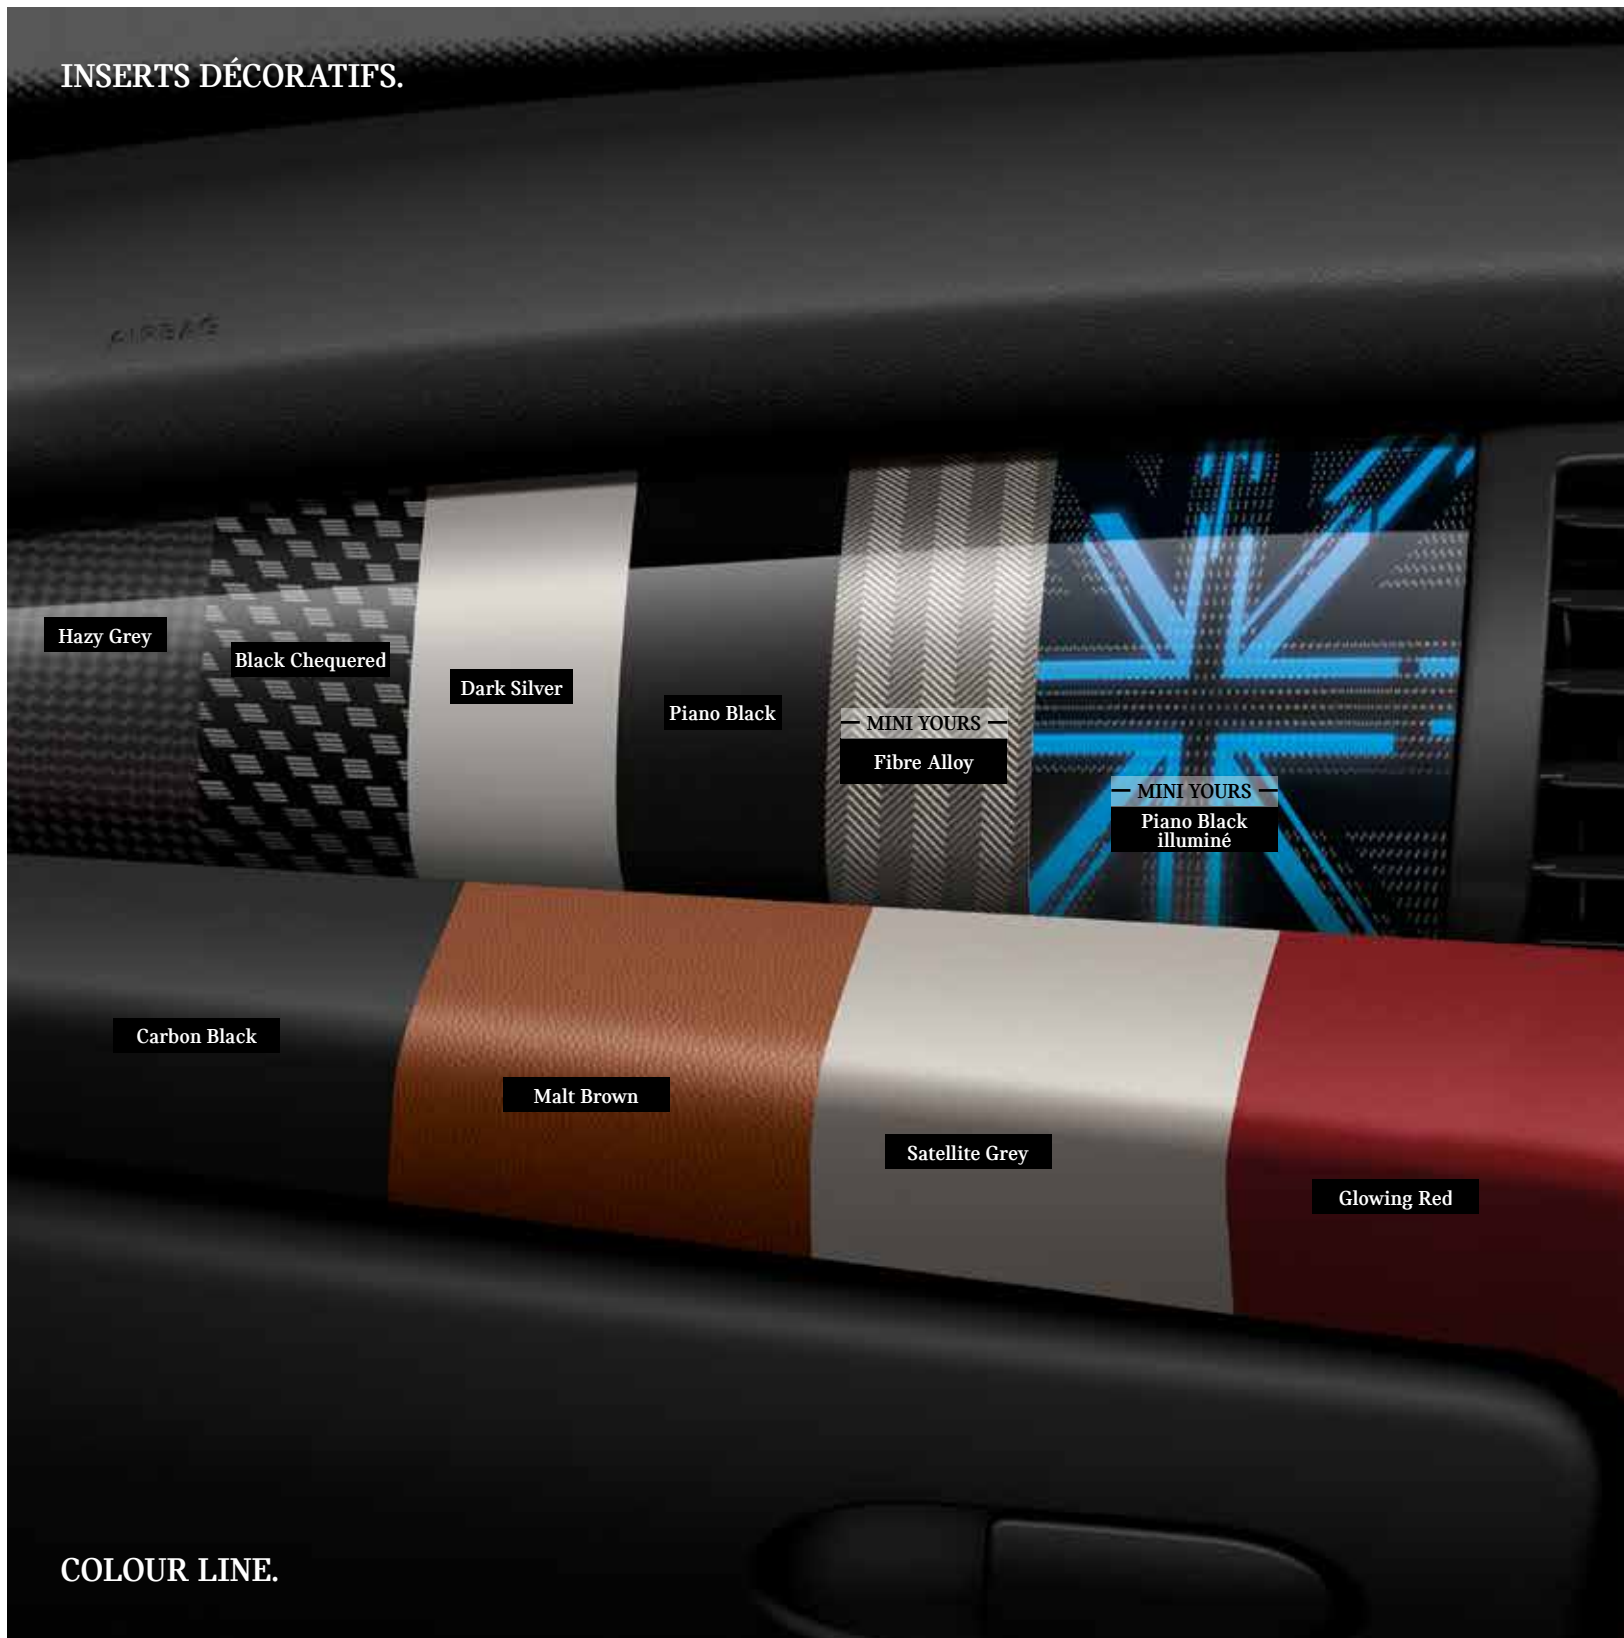 INSERTS DÉCORATIFS.
AIRBAG
Hazy Grey
Black Chequered
Dark Silver
Piano Black
MINI YOURS
Fibre Alloy
MINI YOURS
Piano Black
illuminé
Carbon Black
Malt Brown
Satellite Grey
Glowing Red
COLOUR LINE.